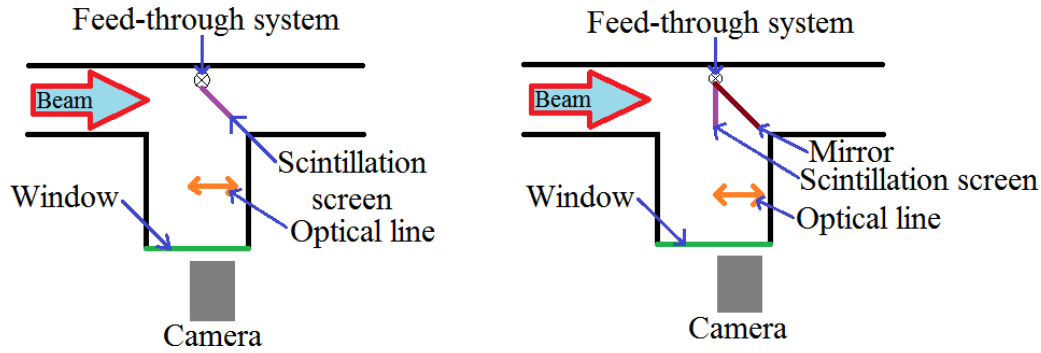 Feed-through system
Beam
Scintillation
screen
Window
Optical line
Camera
Feed-through system
Beam
Mirror
Scintillation screen
Window
Optical line
Camera